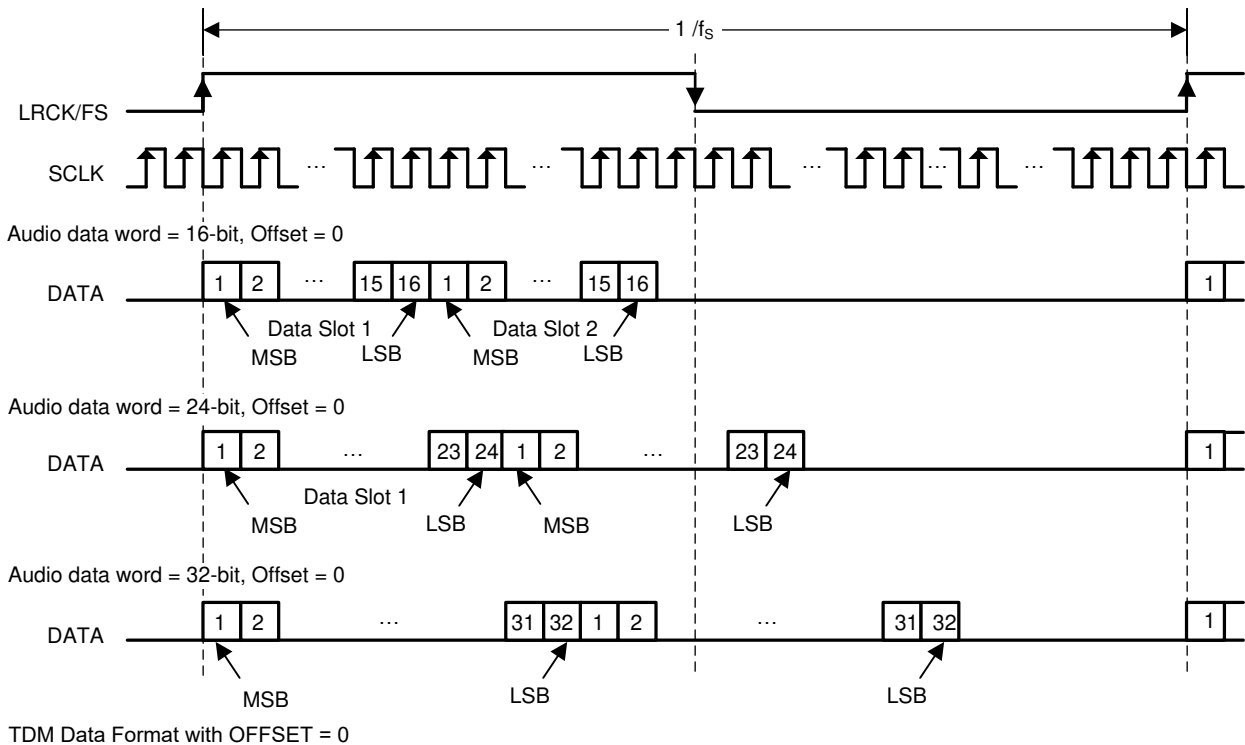 1 /fS
LRCK/FS
SCLK
... ... ... ... ...
Audio data word = 16-bit, Offset = 0
DATA 1 2 ... 15 16 1 2 ... 15 16 1
Data Slot 1 Data Slot 2
MSB LSB MSB LSB
Audio data word = 24-bit, Offset = 0
DATA 1 2 ... 23 24 1 2 ... 23 24 1
Data Slot 1
MSB LSB MSB LSB
Audio data word = 32-bit, Offset = 0
DATA 1 2 ... 31 32 1 2 ... 31 32 1
MSB LSB LSB
TDM Data Format with OFFSET = 0